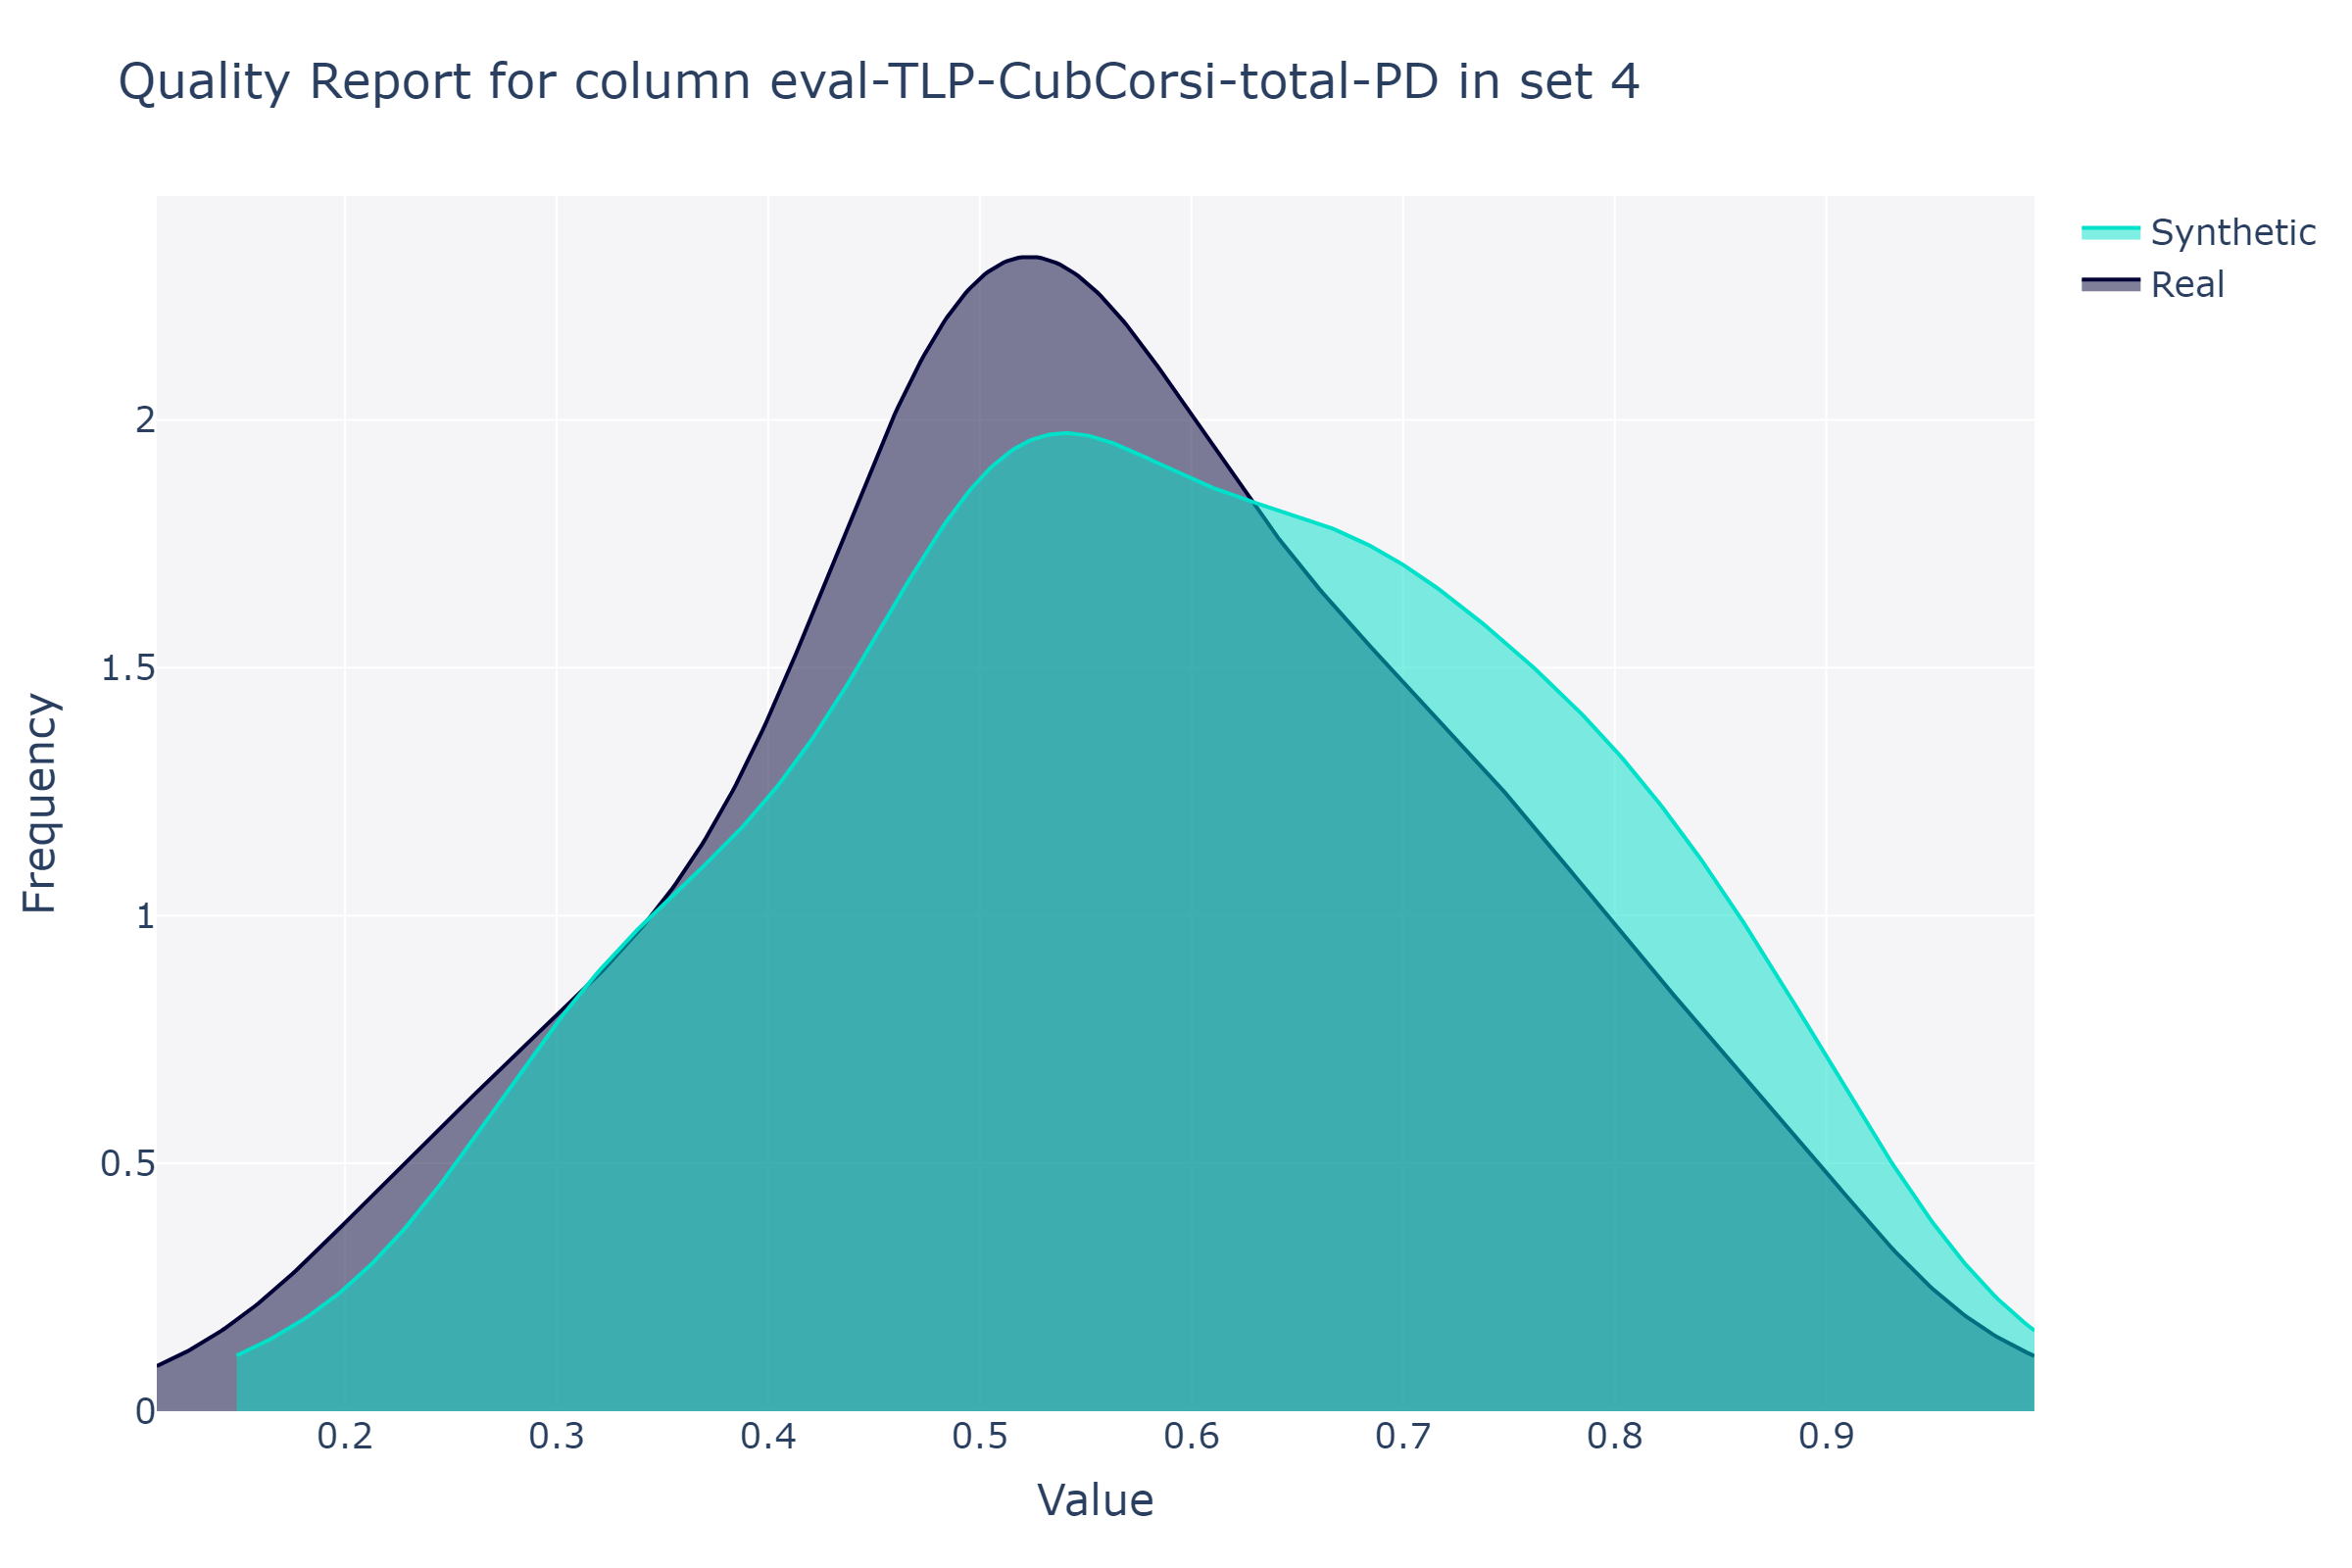 Quality Report for column eval-TLP-CubCorsi-total-PD in set 4
Synthetic
Real
2
1.5
1
0.5
0
Frequency
0.2 0.3 0.4 0.5 0.6 0.7 0.8 0.9
Value